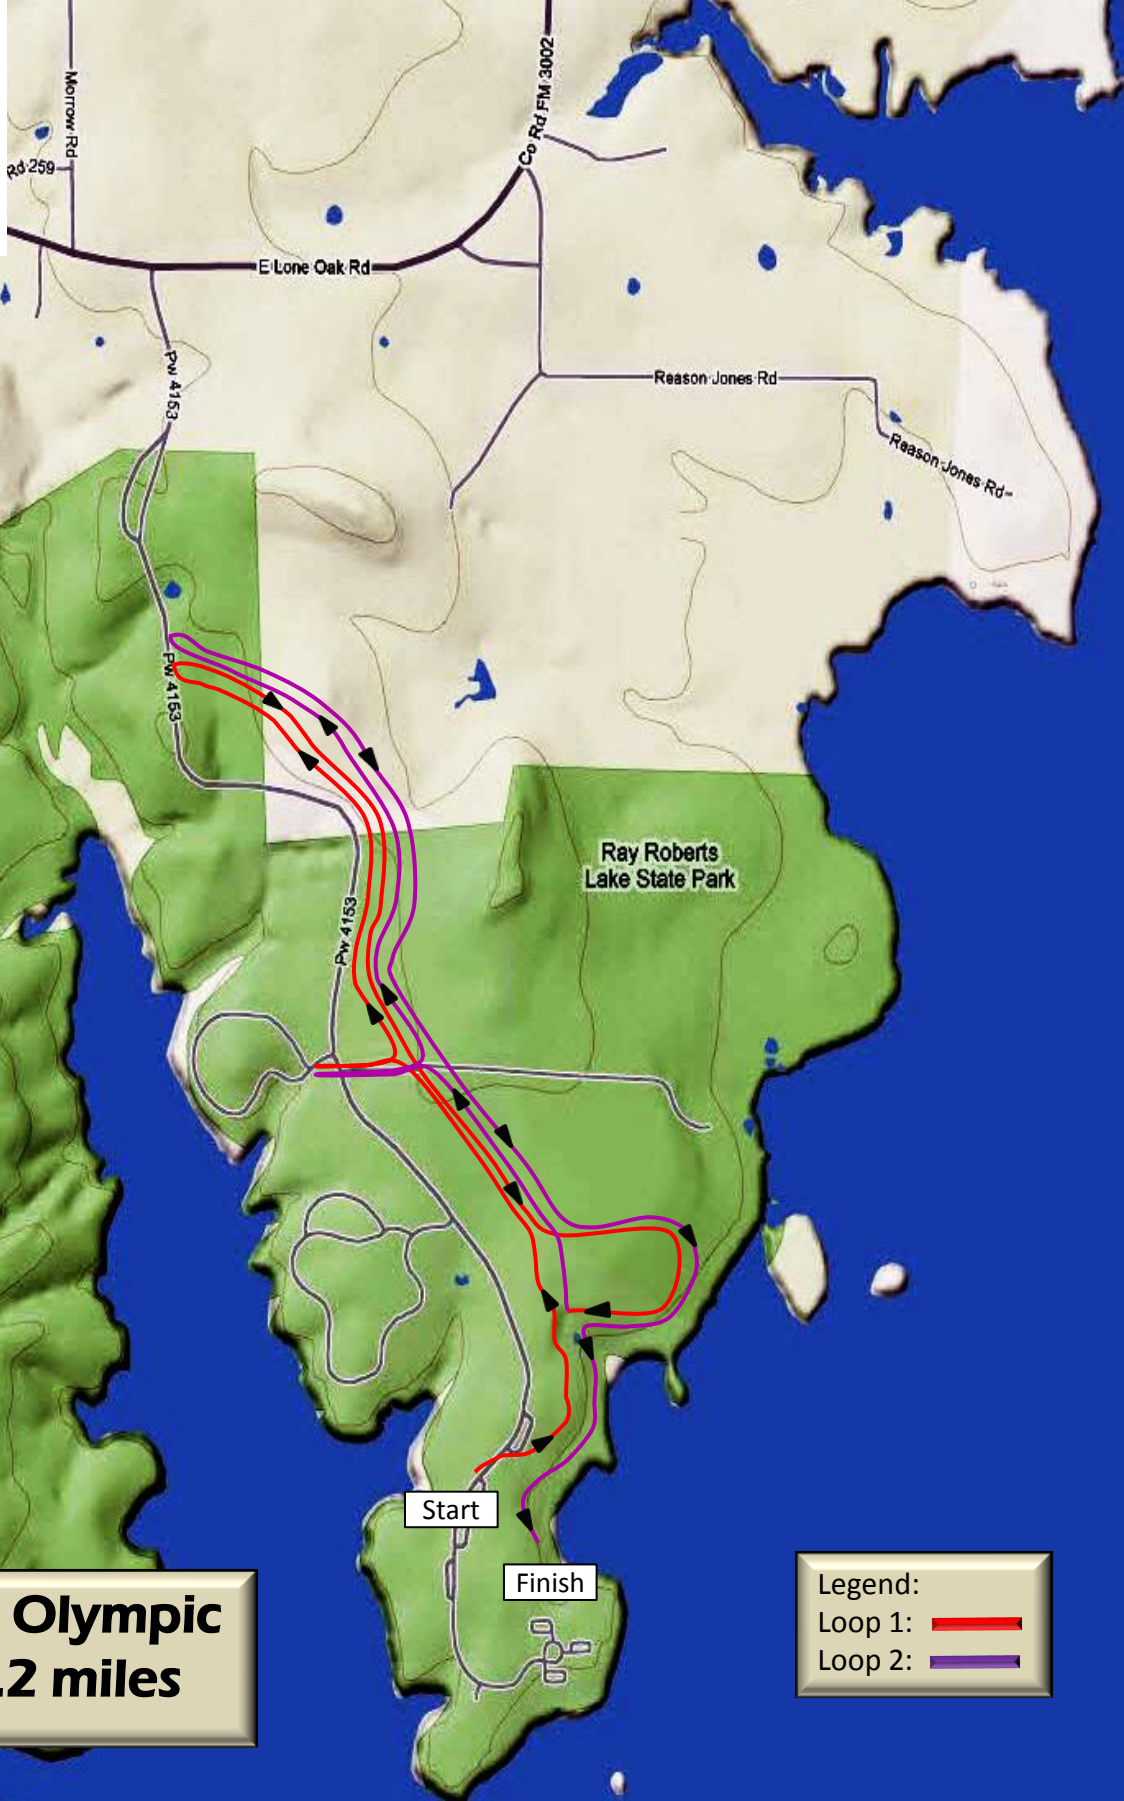 Morrow Rd
Co Rd FM 3002
Rd 259
E Lone Oak Rd
Pw 4153
Reason Jones Rd
Reason Jones Rd
Pw 4153
Ray Roberts
Lake State Park
Pw 4153
Start
Finish
Olympic
.2 miles
Legend:
Loop 1:
Loop 2: